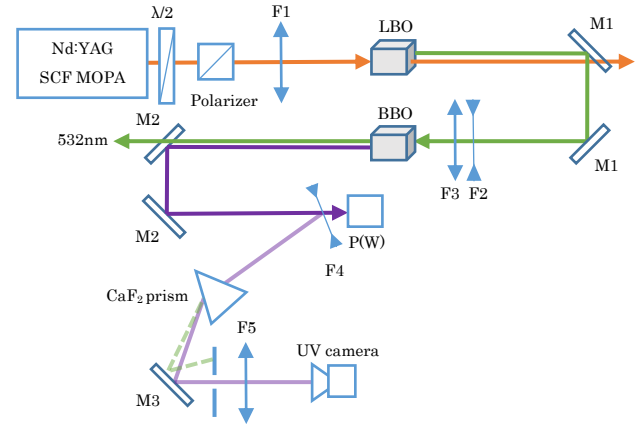 λ/2
F1
LBO
M1
Nd:YAG
SCF MOPA
Polarizer
M2
BBO
532nm
M1
F3
F2
M2
P(W)
F4
CaF₂ prism
F5
UV camera
M3